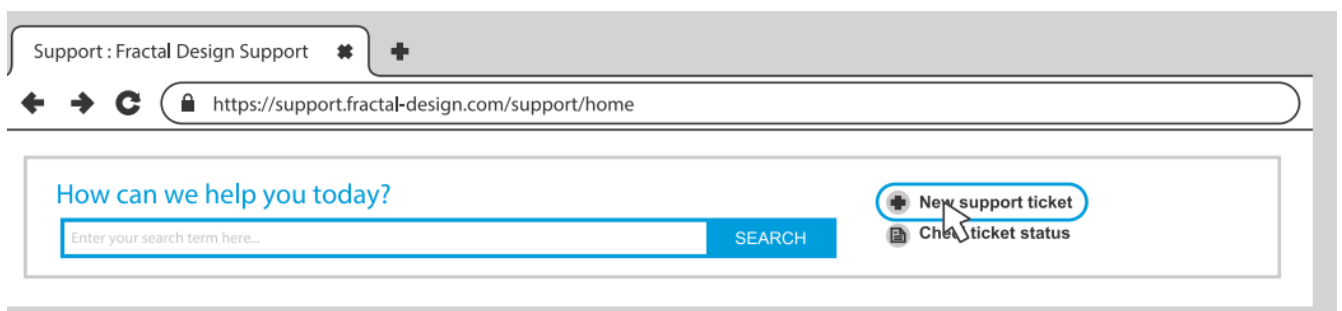 Support : Fractal Design Support
https://support.fractal-design.com/support/home
How can we help you today?
Enter your search term here...
SEARCH
New support ticket
Check ticket status